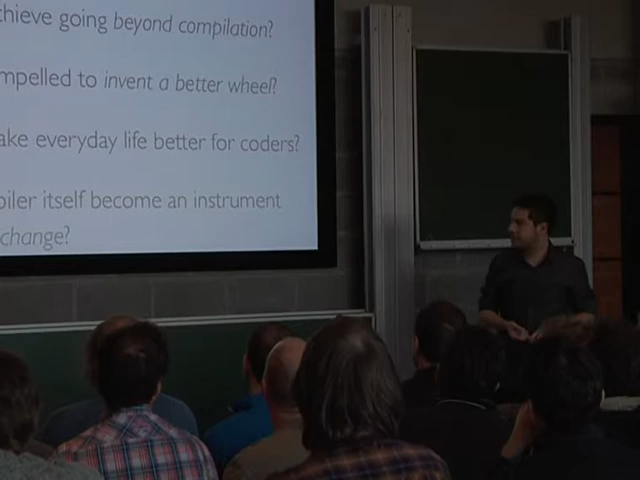 hieve going beyond compilation?
mpelled to invent a better wheel?
ake everyday life better for coders?
piler itself become an instrument
change?